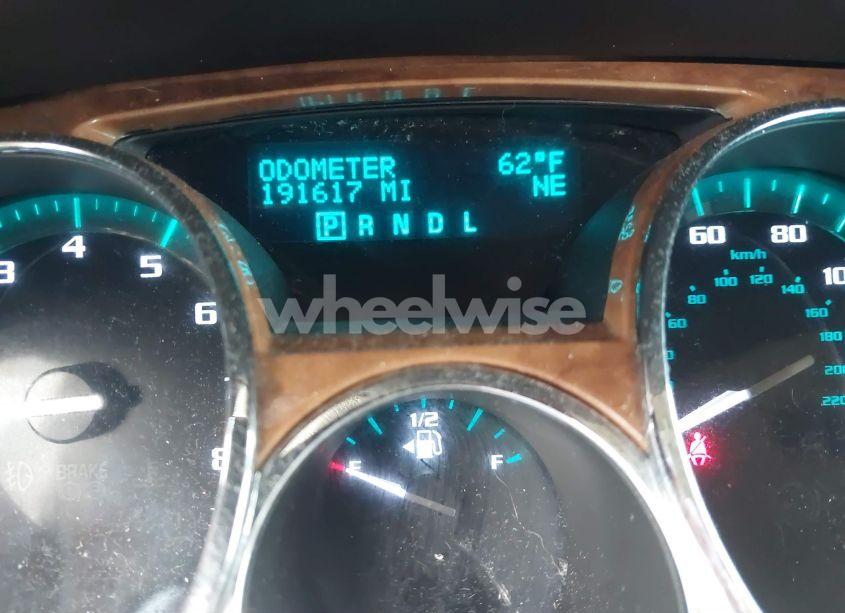 ODOMETER 62°F
191617 MI NE
P R N D L
3 4 5 6 8
60 80
km/h
60 80 100 120 140 160 180 200 220
wheelwise
1/2
E F
BRAKE